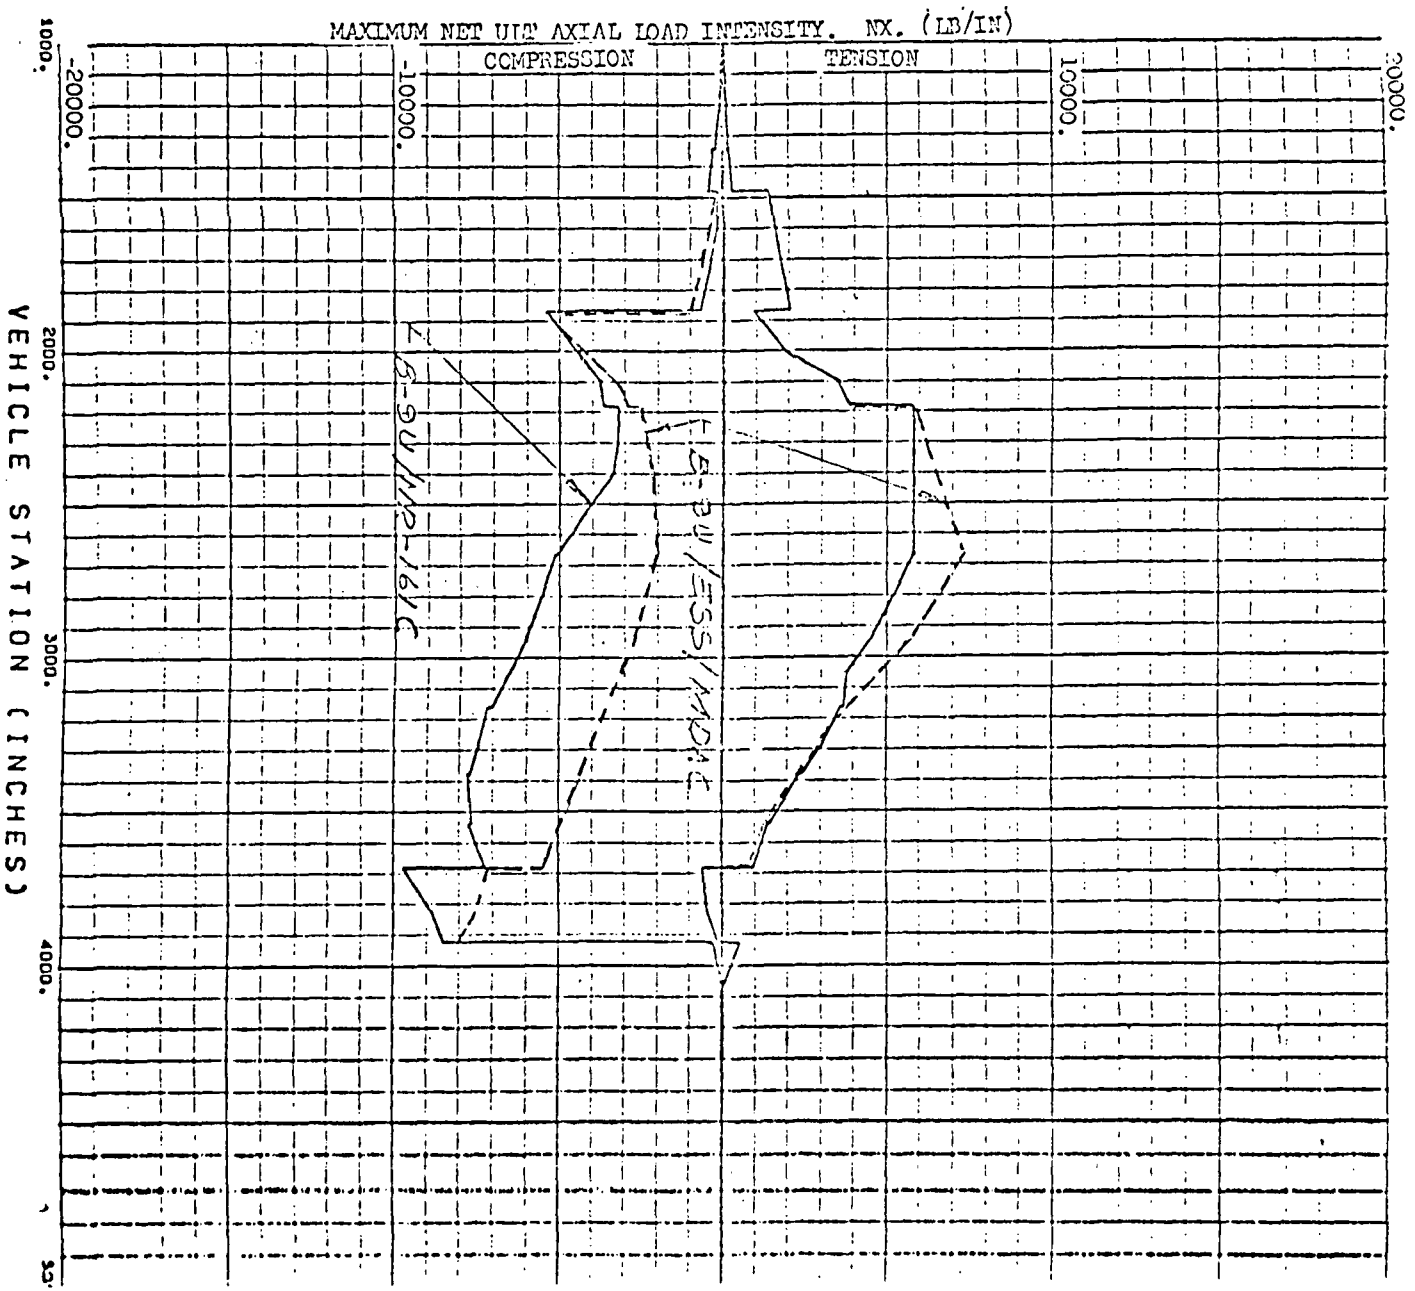 MAXIMUM NET ULT AXIAL LOAD INTENSITY. NX. (LB/IN)
COMPRESSION
TENSION
-20000.
-10000.
10000.
20000.
1000.
2000.
3000.
4000.
VEHICLE STATION (INCHES)